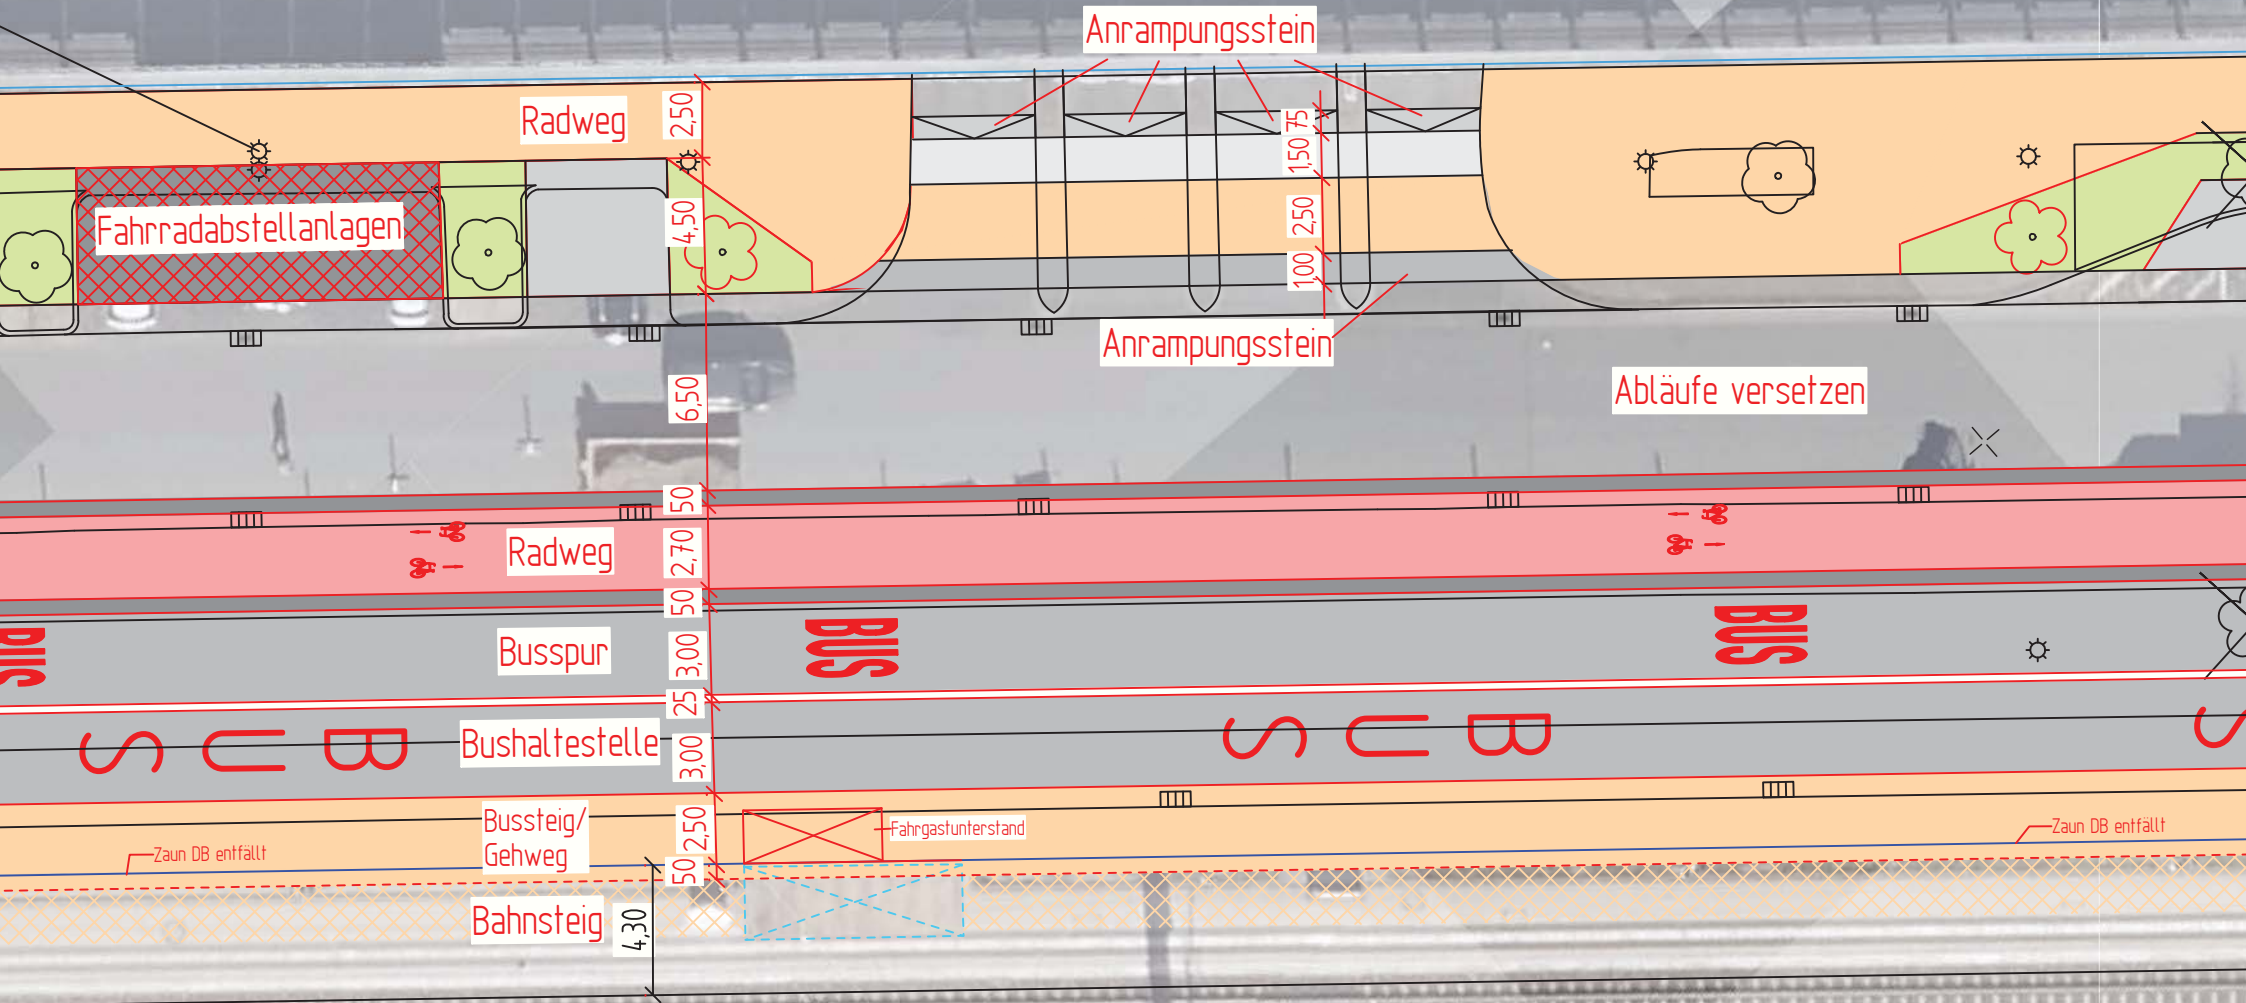 Anrampungsstein
Radweg
2,50
75
1,50
Fahrradabstellanlagen
4,50
2,50
1,00
Anrampungsstein
6,50
Abläufe versetzen
50
Radweg
2,70
50
BUS
Busspur
3,00
BUS
BUS
25
BUS
Bushaltestelle
3,00
BUS
S
Bussteig/
Gehweg
2,50
Fahrgastunterstand
Zaun DB entfällt
Zaun DB entfällt
50
Bahnsteig
4,30